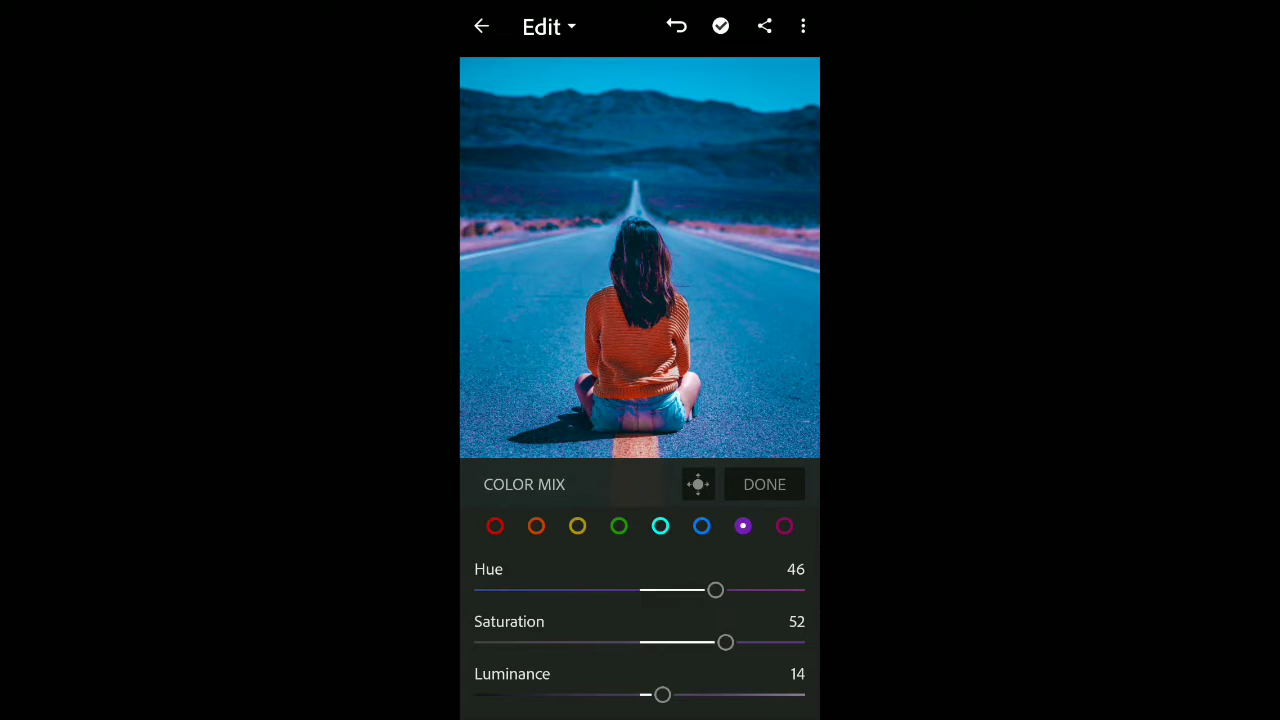 Edit
COLOR MIX DONE
Hue 46
Saturation 52
Luminance 14